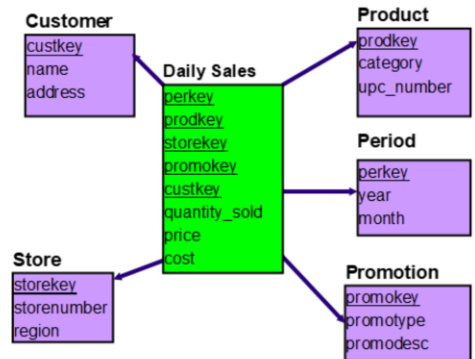 Customer
custkey
name
address
Daily Sales
perkey
prodkey
storekey
promokey
custkey
quantity_sold
price
cost
Product
prodkey
category
upc_number
Period
perkey
year
month
Store
storekey
storenumber
region
Promotion
promokey
promotype
promodesc